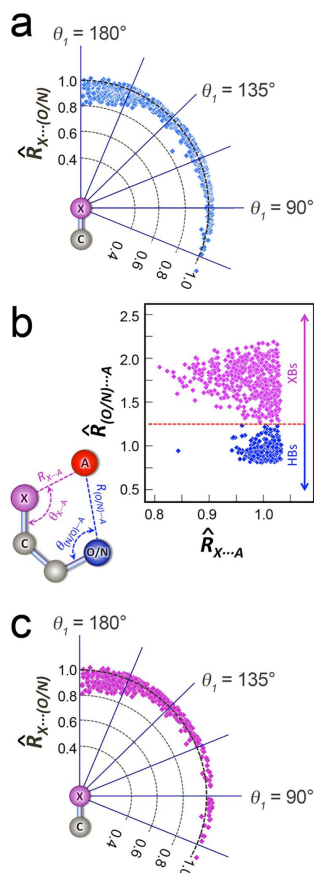 a
θ₁ = 180°
θ₁ = 135°
θ₁ = 90°
R̂X···(O/N)
1.0
0.8
0.6
0.4
X
C
0.4
0.6
0.8
1.0
b
2.5
2.0
1.5
1.0
0.5
R̂(O/N)···A
XBs
HBs
0.8
0.9
1.0
R̂X···A
A
RX···A
R(O/N)···A
X
θX···A
θ(N/O)···A
C
O/N
c
θ₁ = 180°
θ₁ = 135°
θ₁ = 90°
R̂X···(O/N)
1.0
0.8
0.6
0.4
X
C
0.4
0.6
0.8
1.0